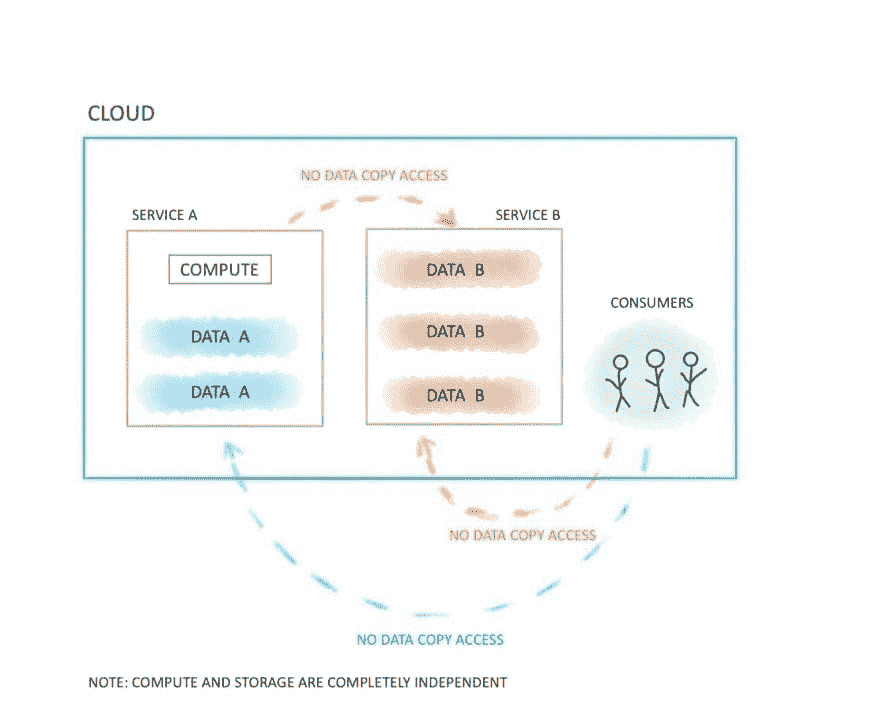 CLOUD
NO DATA COPY ACCESS
SERVICE A
SERVICE B
COMPUTE
DATA A
DATA A
DATA B
DATA B
DATA B
CONSUMERS
NO DATA COPY ACCESS
NO DATA COPY ACCESS
NOTE: COMPUTE AND STORAGE ARE COMPLETELY INDEPENDENT